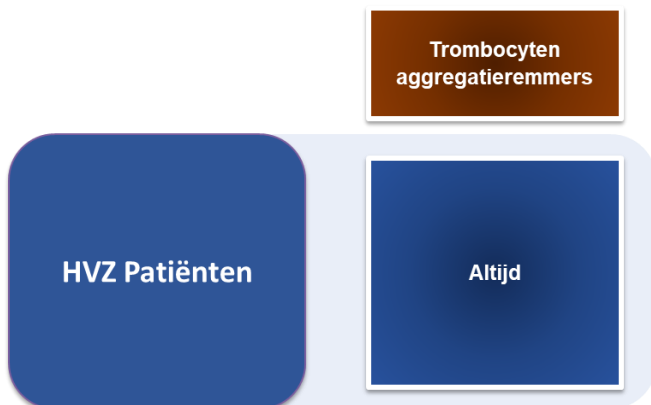 Trombocyten
aggregatieremmers
HVZ Patiënten
Altijd